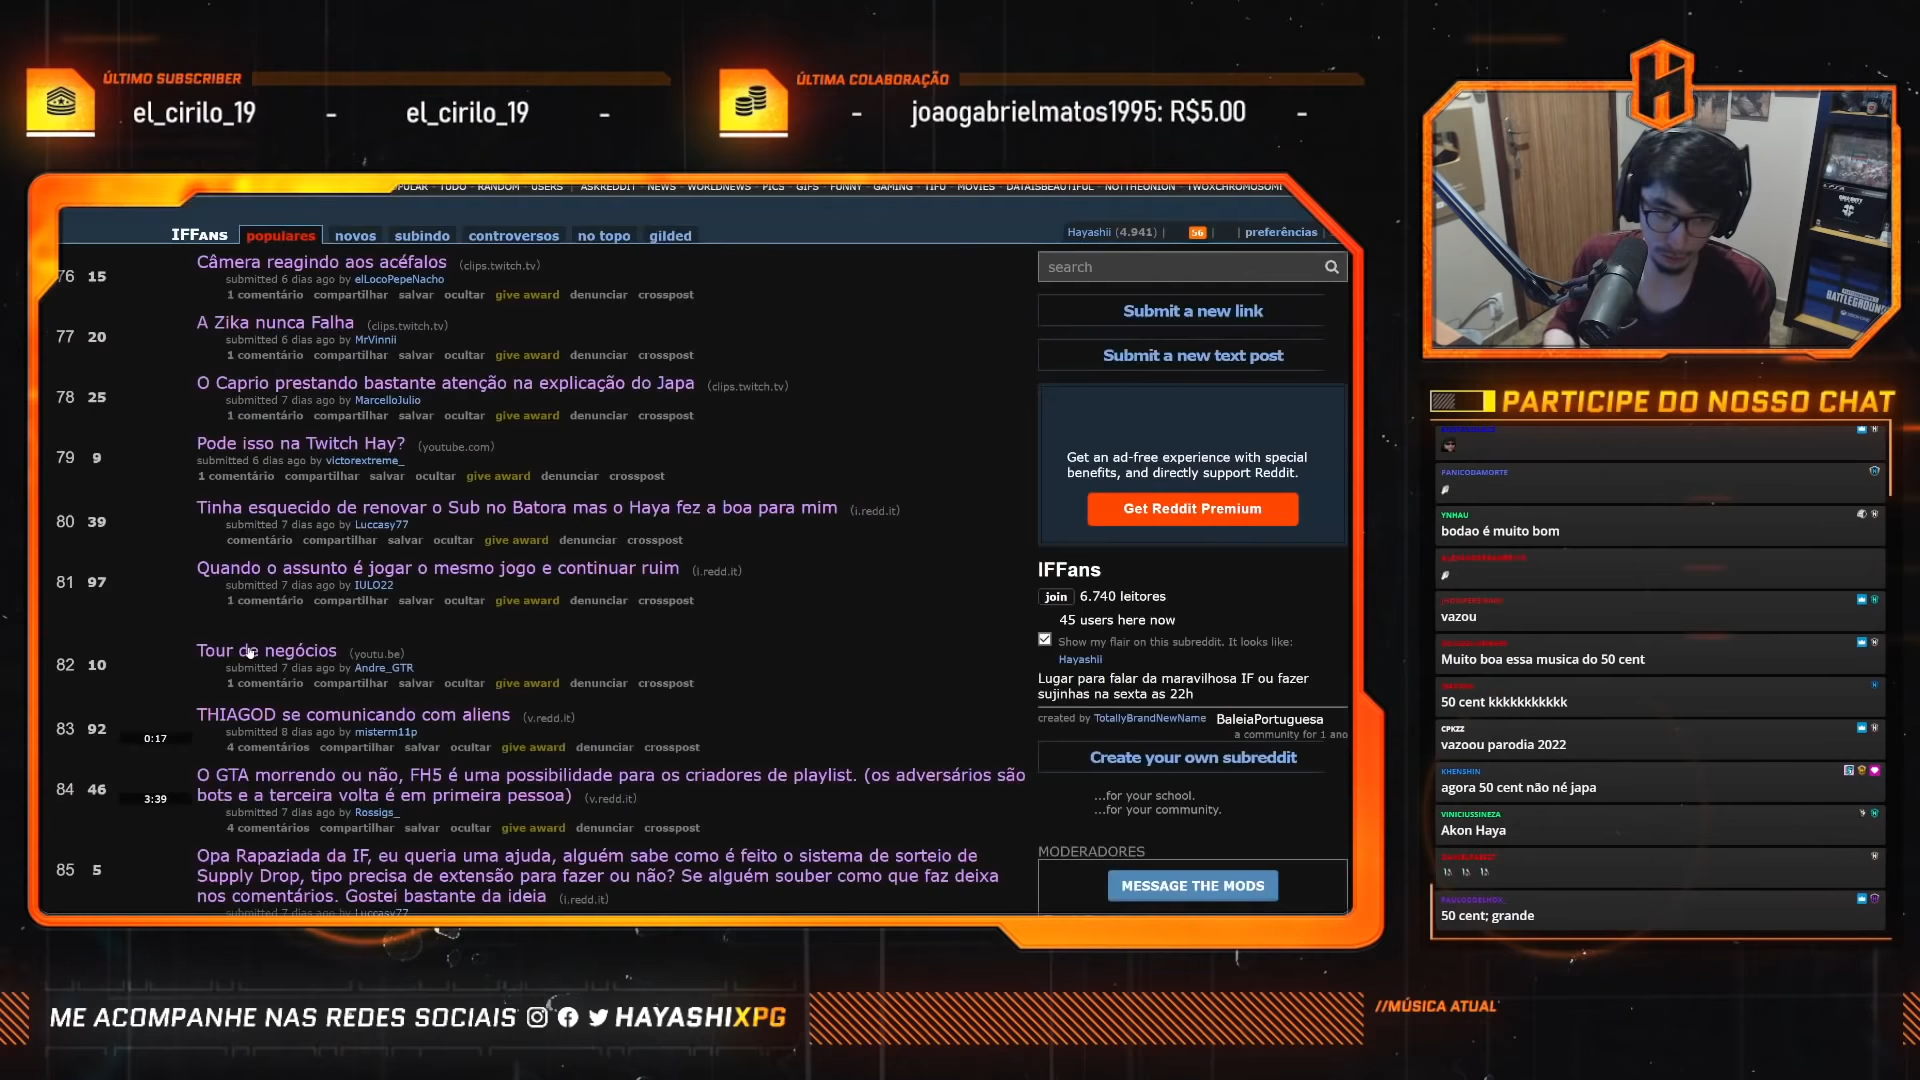 ÚLTIMO SUBSCRIBER
el_cirilo_19 - el_cirilo_19 -
ÚLTIMA COLABORAÇÃO
- joaogabrielmatos1995: R$5.00 -
TUDO - RANDOM - USERS | ASKREDDIT - NEWS - WORLDNEWS - PICS - GIFS - FUNNY - GAMING - TIFU - MOVIES - DATAISBEAUTIFUL - NOTTHEONION - TWOXCHROMOSOM
IFFANS populares novos subindo controversos no topo gilded
Hayashii (4.941) | 56 | | preferências
76 15 Câmera reagindo aos acéfalos (clips.twitch.tv)
submitted 6 dias ago by elLocoPepeNacho
1 comentário compartilhar salvar ocultar give award denunciar crosspost
77 20 A Zika nunca Falha (clips.twitch.tv)
submitted 6 dias ago by MrVinnii
1 comentário compartilhar salvar ocultar give award denunciar crosspost
78 25 O Caprio prestando bastante atenção na explicação do Japa (clips.twitch.tv)
submitted 7 dias ago by MarcelloJulio
1 comentário compartilhar salvar ocultar give award denunciar crosspost
79 9 Pode isso na Twitch Hay? (youtube.com)
submitted 6 dias ago by victorextreme_
1 comentário compartilhar salvar ocultar give award denunciar crosspost
80 39 Tinha esquecido de renovar o Sub no Batora mas o Haya fez a boa para mim (i.redd.it)
submitted 7 dias ago by Luccasy77
comentário compartilhar salvar ocultar give award denunciar crosspost
81 97 Quando o assunto é jogar o mesmo jogo e continuar ruim (i.redd.it)
submitted 7 dias ago by IULO22
1 comentário compartilhar salvar ocultar give award denunciar crosspost
82 10 Tour de negócios (youtu.be)
submitted 7 dias ago by Andre_GTR
1 comentário compartilhar salvar ocultar give award denunciar crosspost
83 92 0:17 THIAGOD se comunicando com aliens (v.redd.it)
submitted 8 dias ago by misterm11p
4 comentários compartilhar salvar ocultar give award denunciar crosspost
84 46 3:39 O GTA morrendo ou não, FH5 é uma possibilidade para os criadores de playlist. (os adversários são
bots e a terceira volta é em primeira pessoa) (v.redd.it)
submitted 7 dias ago by Rossigs_
4 comentários compartilhar salvar ocultar give award denunciar crosspost
85 5 Opa Rapaziada da IF, eu queria uma ajuda, alguém sabe como é feito o sistema de sorteio de
Supply Drop, tipo precisa de extensão para fazer ou não? Se alguém souber como que faz deixa
nos comentários. Gostei bastante da ideia (i.redd.it)
submitted 7 dias ago by Luccasy77
search
Submit a new link
Submit a new text post
Get an ad-free experience with special
benefits, and directly support Reddit.
Get Reddit Premium
IFFans
join 6.740 leitores
45 users here now
Show my flair on this subreddit. It looks like:
Hayashii
Lugar para falar da maravilhosa IF ou fazer
sujinhas na sexta as 22h
created by TotallyBrandNewName BaleiaPortuguesa
a community for 1 ano
Create your own subreddit
...for your school.
...for your community.
MODERADORES
MESSAGE THE MODS
PARTICIPE DO NOSSO CHAT
FANICODAMORTE
YNHAU
bodao é muito bom
vazou
Muito boa essa musica do 50 cent
50 cent kkkkkkkkkkk
CPKZZ
vazoou parodia 2022
KHENSHIN
agora 50 cent não né japa
VINICIUSSINEZA
Akon Haya
50 cent; grande
ME ACOMPANHE NAS REDES SOCIAIS HAYASHIXPG
//MÚSICA ATUAL